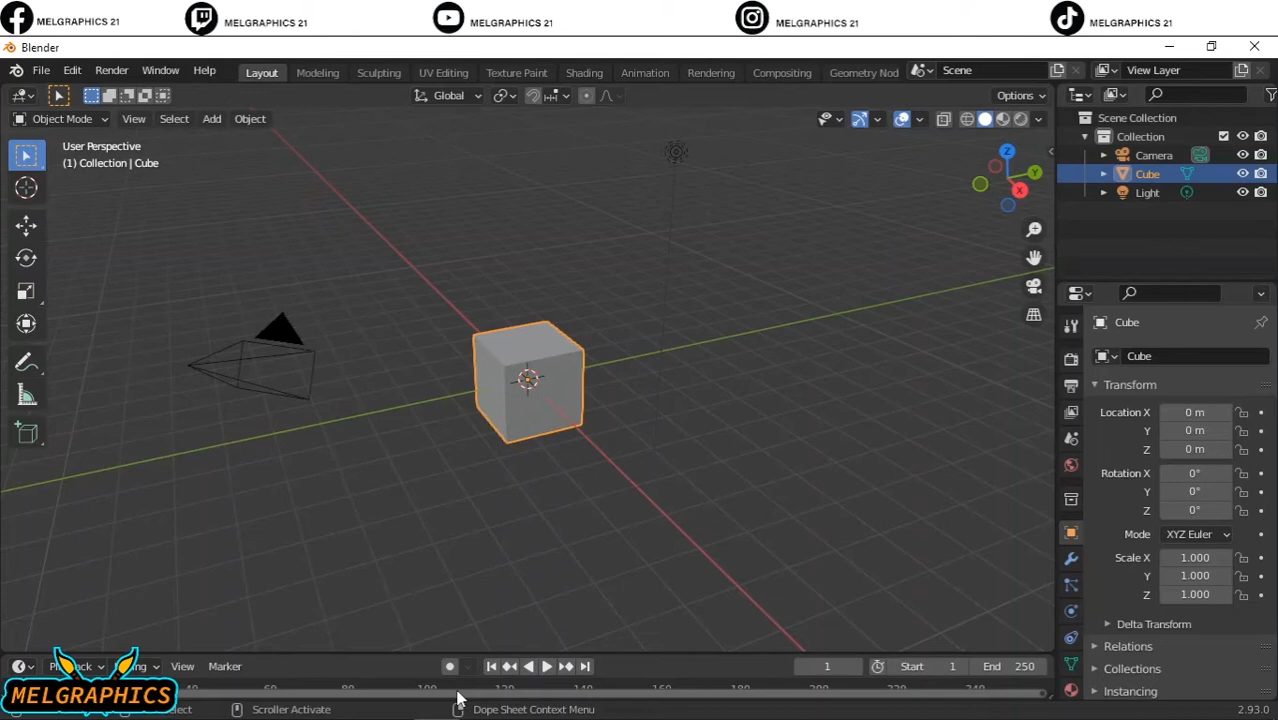 MELGRAPHICS 21 MELGRAPHICS 21 MELGRAPHICS 21 MELGRAPHICS 21 MELGRAPHICS 21
Blender
File Edit Render Window Help Layout Modeling Sculpting UV Editing Texture Paint Shading Animation Rendering Compositing Geometry Nod Scene View Layer
Global Options
Object Mode View Select Add Object
Scene Collection
Collection
Camera
Cube
Light
User Perspective
(1) Collection | Cube
Z
Y
X
Cube
Cube
Transform
Location X 0 m
Y 0 m
Z 0 m
Rotation X 0°
Y 0°
Z 0°
Mode XYZ Euler
Scale X 1.000
Y 1.000
Z 1.000
Delta Transform
Relations
Collections
Instancing
View Marker 1 Start 1 End 250
MELGRAPHICS
Scroller Activate Dope Sheet Context Menu 2.93.0